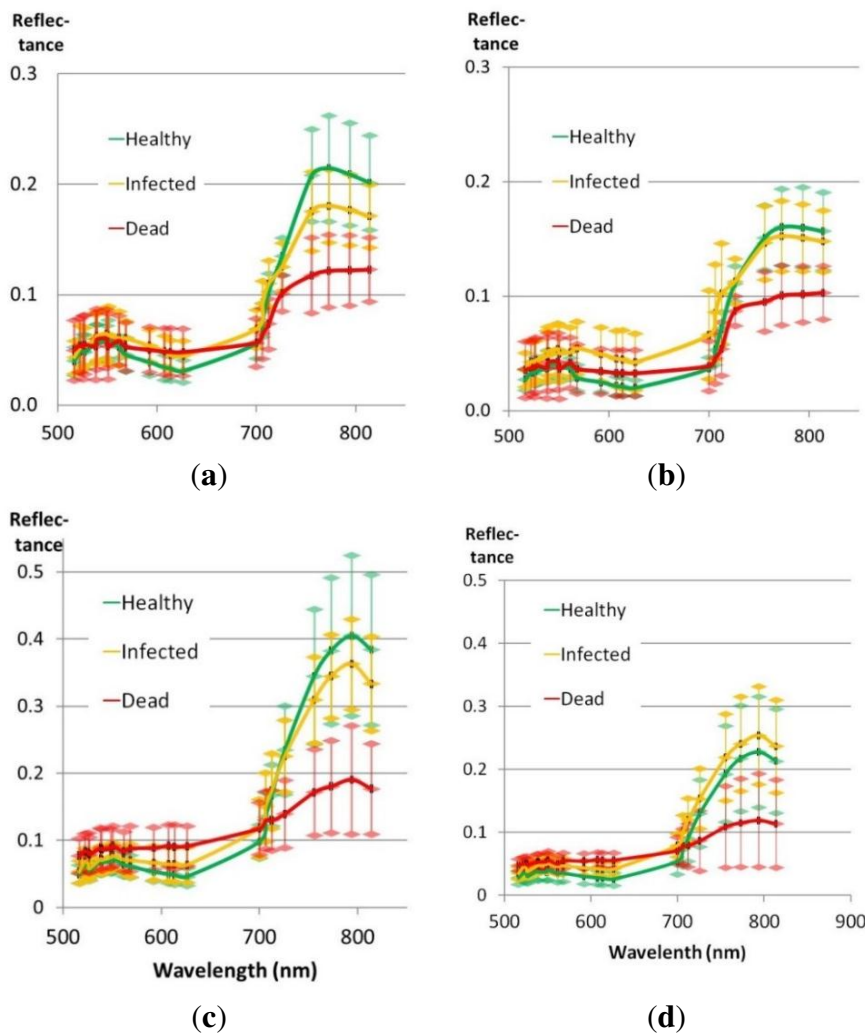 Reflec-
tance
0.3
0.2
0.1
0.0
500
600
700
800
Healthy
Infected
Dead
(a)
Reflec-
tance
0.3
0.2
0.1
0.0
500
600
700
800
Healthy
Infected
Dead
(b)
Reflec-
tance
0.5
0.4
0.3
0.2
0.1
0
500
600
700
800
Healthy
Infected
Dead
Wavelength (nm)
(c)
Reflec-
tance
0.5
0.4
0.3
0.2
0.1
0
500
600
700
800
900
Healthy
Infected
Dead
Wavelenth (nm)
(d)